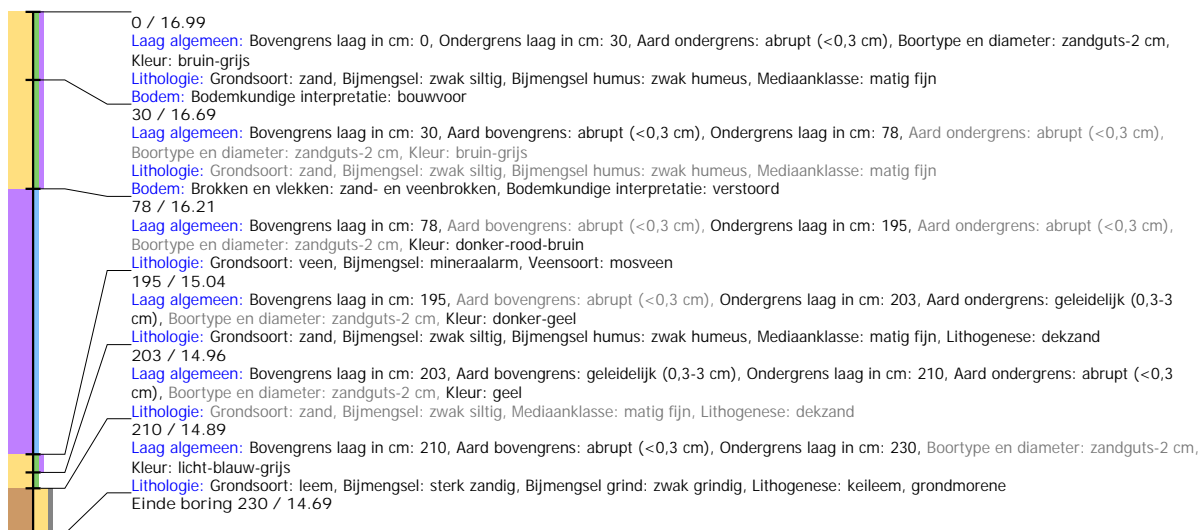 0 / 16.99
Laag algemeen: Bovengrens laag in cm: 0, Ondergrens laag in cm: 30, Aard ondergrens: abrupt (<0,3 cm), Boortype en diameter: zandguts-2 cm,
Kleur: bruin-grijs
Lithologie: Grondsoort: zand, Bijmengsel: zwak siltig, Bijmengsel humus: zwak humeus, Mediaanklasse: matig fijn
Bodem: Bodemkundige interpretatie: bouwvoor
30 / 16.69
Laag algemeen: Bovengrens laag in cm: 30, Aard bovengrens: abrupt (<0,3 cm), Ondergrens laag in cm: 78, Aard ondergrens: abrupt (<0,3 cm),
Boortype en diameter: zandguts-2 cm, Kleur: bruin-grijs
Lithologie: Grondsoort: zand, Bijmengsel: zwak siltig, Bijmengsel humus: zwak humeus, Mediaanklasse: matig fijn
Bodem: Brokken en vlekken: zand- en veenbrokken, Bodemkundige interpretatie: verstoord
78 / 16.21
Laag algemeen: Bovengrens laag in cm: 78, Aard bovengrens: abrupt (<0,3 cm), Ondergrens laag in cm: 195, Aard ondergrens: abrupt (<0,3 cm),
Boortype en diameter: zandguts-2 cm, Kleur: donker-rood-bruin
Lithologie: Grondsoort: veen, Bijmengsel: mineraalarm, Veensoort: mosveen
195 / 15.04
Laag algemeen: Bovengrens laag in cm: 195, Aard bovengrens: abrupt (<0,3 cm), Ondergrens laag in cm: 203, Aard ondergrens: geleidelijk (0,3-3
cm), Boortype en diameter: zandguts-2 cm, Kleur: donker-geel
Lithologie: Grondsoort: zand, Bijmengsel: zwak siltig, Bijmengsel humus: zwak humeus, Mediaanklasse: matig fijn, Lithogenese: dekzand
203 / 14.96
Laag algemeen: Bovengrens laag in cm: 203, Aard bovengrens: geleidelijk (0,3-3 cm), Ondergrens laag in cm: 210, Aard ondergrens: abrupt (<0,3
cm), Boortype en diameter: zandguts-2 cm, Kleur: geel
Lithologie: Grondsoort: zand, Bijmengsel: zwak siltig, Mediaanklasse: matig fijn, Lithogenese: dekzand
210 / 14.89
Laag algemeen: Bovengrens laag in cm: 210, Aard bovengrens: abrupt (<0,3 cm), Ondergrens laag in cm: 230, Boortype en diameter: zandguts-2 cm,
Kleur: licht-blauw-grijs
Lithologie: Grondsoort: leem, Bijmengsel: sterk zandig, Bijmengsel grind: zwak grindig, Lithogenese: keileem, grondmorene
Einde boring 230 / 14.69